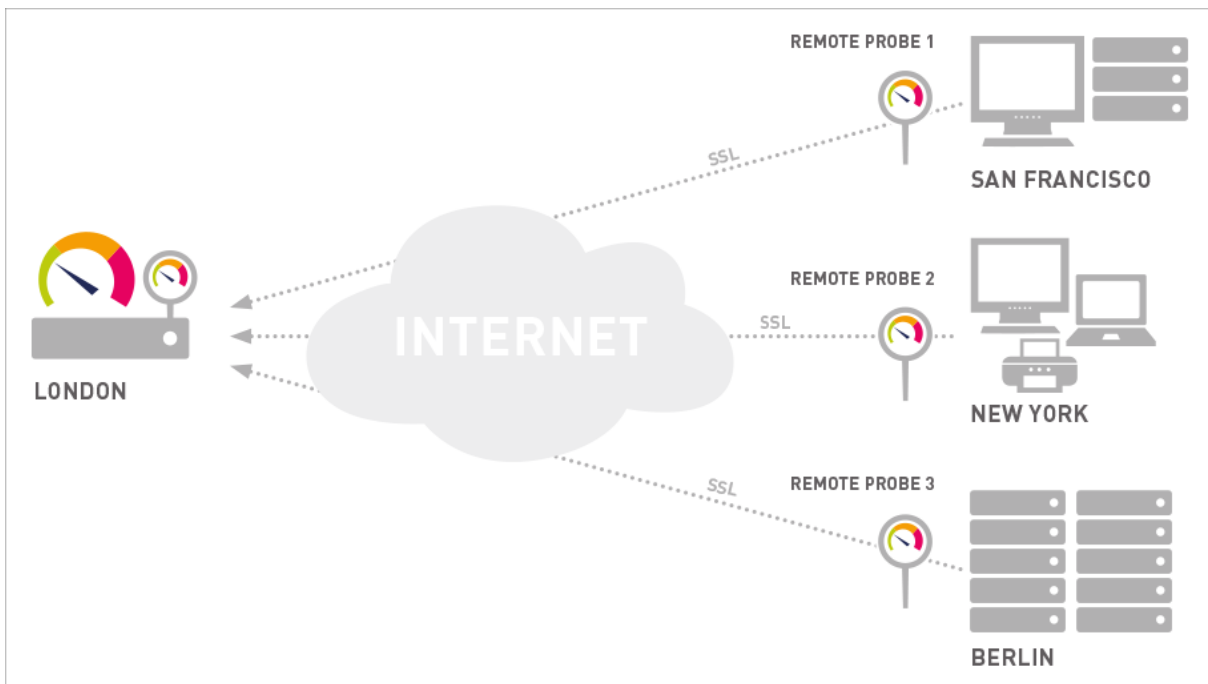 REMOTE PROBE 1
SSL
SAN FRANCISCO
REMOTE PROBE 2
SSL
INTERNET
LONDON
NEW YORK
REMOTE PROBE 3
SSL
BERLIN